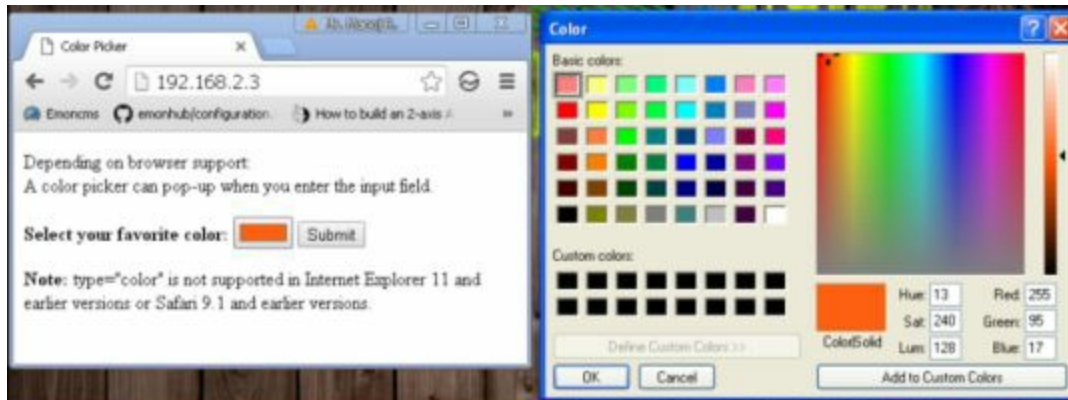 Color Picker
192.168.2.3
Emoncms emonhub/configuration. How to build an 2-axis A
Depending on browser support:
A color picker can pop-up when you enter the input field.
Select your favorite color: Submit
Note: type="color" is not supported in Internet Explorer 11 and
earlier versions or Safari 9.1 and earlier versions.
Color
Basic colors:
Custom colors:
Define Custom Colors >>
OK Cancel
Color|Solid
Hue: 13 Red: 255
Sat: 240 Green: 95
Lum: 128 Blue: 17
Add to Custom Colors